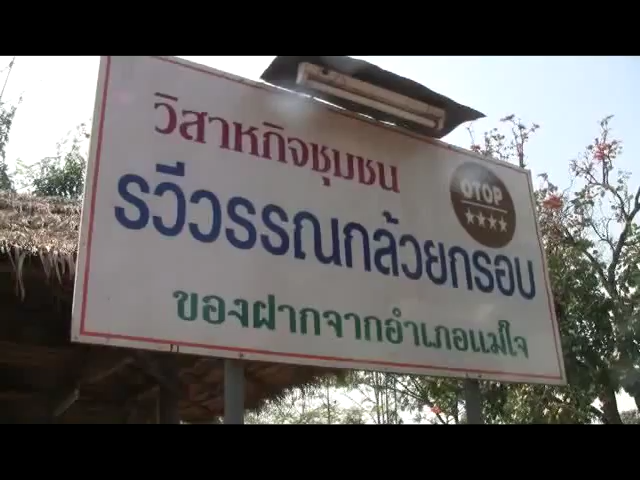 วิสาหกิจชุมชน
OTOP
★★★★
รวีวรรณกล้วยกรอบ
ของฝากจากอำเภอแม่ใจ